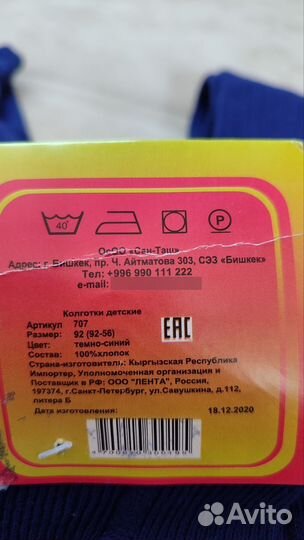 40°
P
ОсОО «Сан-Таш»
Адрес: г. Бишкек, пр. Ч. Айтматова 303, СЭЗ «Бишкек»
Тел: +996 990 111 222
e-mail:
Колготки детские
Артикул 707
Размер: 92 (92-56)
Цвет: темно-синий
Состав: 100%хлопок
EAC
Страна-изготовитель: Кыргызская Республика
Импортер, Уполномоченная организация и
Поставщик в РФ: ООО "ЛЕНТА", Россия,
197374, г.Санкт-Петербург, ул.Савушкина, д.112,
литера Б
Дата изготовления: 18.12.2020
Avito